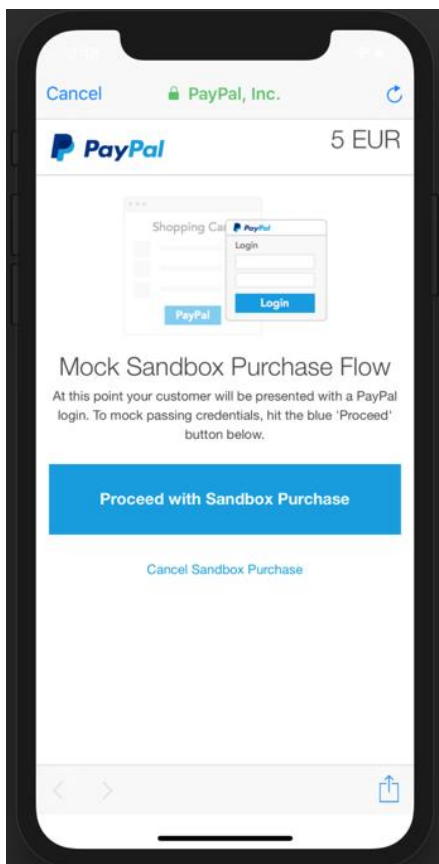 Cancel
PayPal, Inc.
PayPal
5 EUR
Shopping
PayPal
Login
Login
PayPal
Mock Sandbox Purchase Flow
At this point your customer will be presented with a PayPal
login. To mock passing credentials, hit the blue 'Proceed'
button below.
Proceed with Sandbox Purchase
Cancel Sandbox Purchase